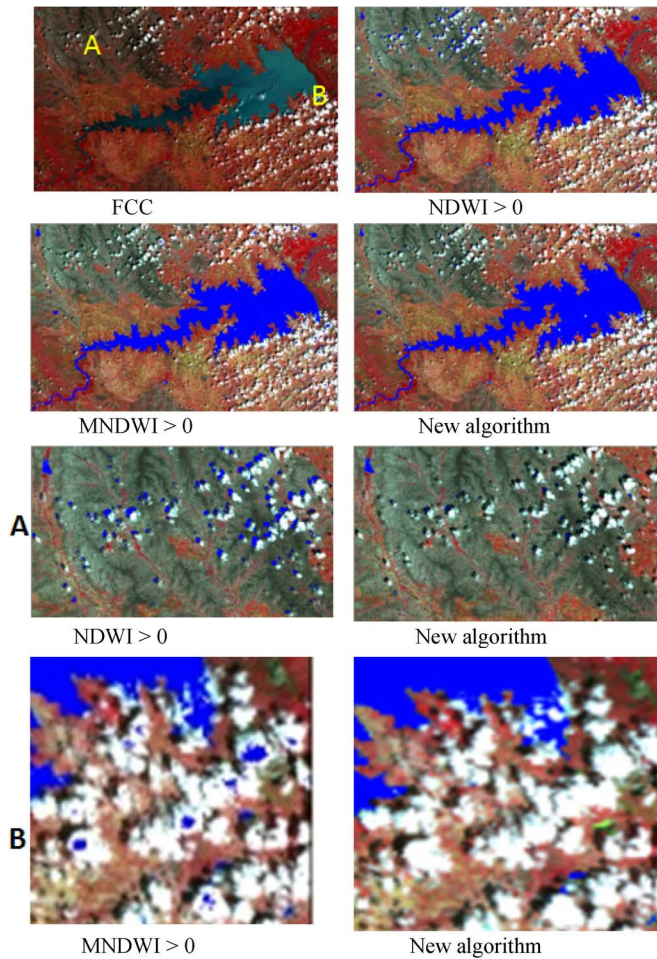 A
B
FCC
NDWI > 0
MNDWI > 0
New algorithm
A
NDWI > 0
New algorithm
B
MNDWI > 0
New algorithm